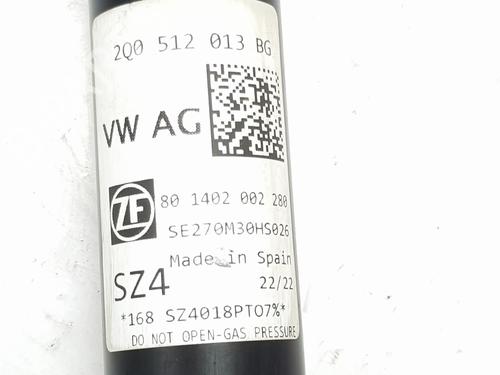 2Q0 512 013 BG
VW AG
ZF
80 1402 002 280
SE270M30HS026
Made in Spain
SZ4
22/22
*168 SZ4018PTO7%*
DO NOT OPEN-GAS PRESSURE